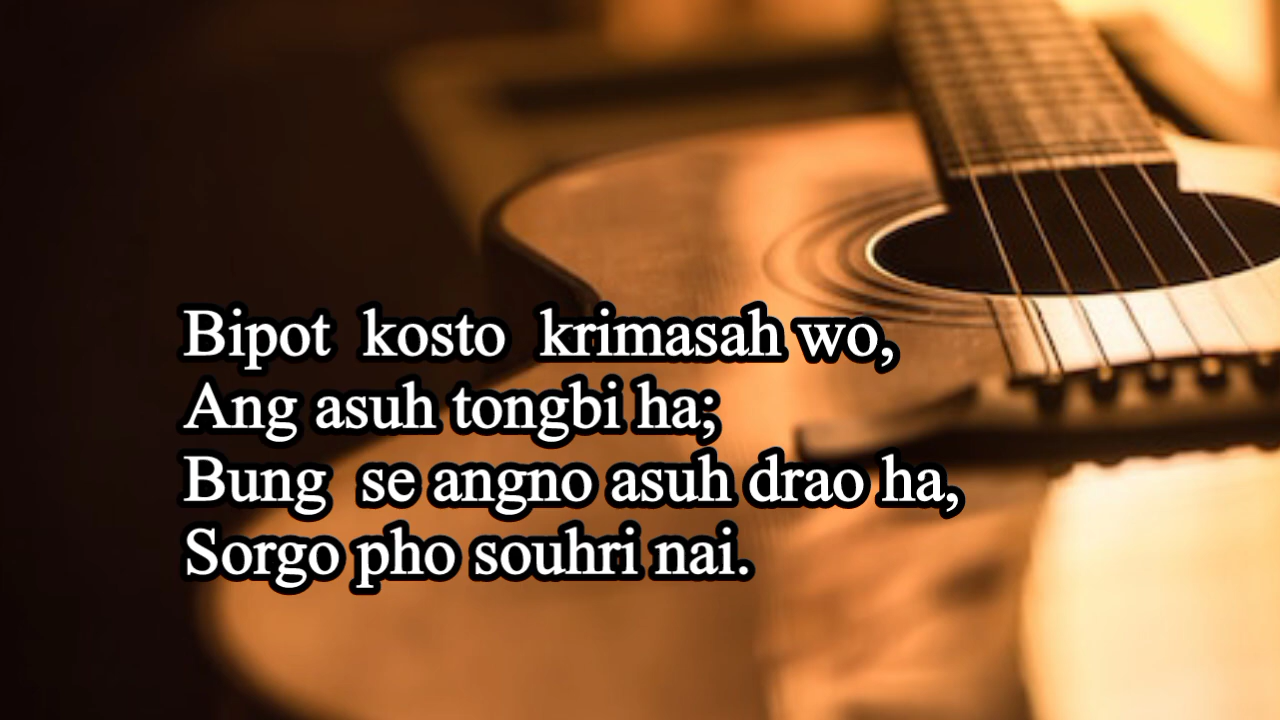 Bipot kosto krimasah wo,
Ang asuh tongbi ha;
Bung se angno asuh drao ha,
Sorgo pho souhri nai.